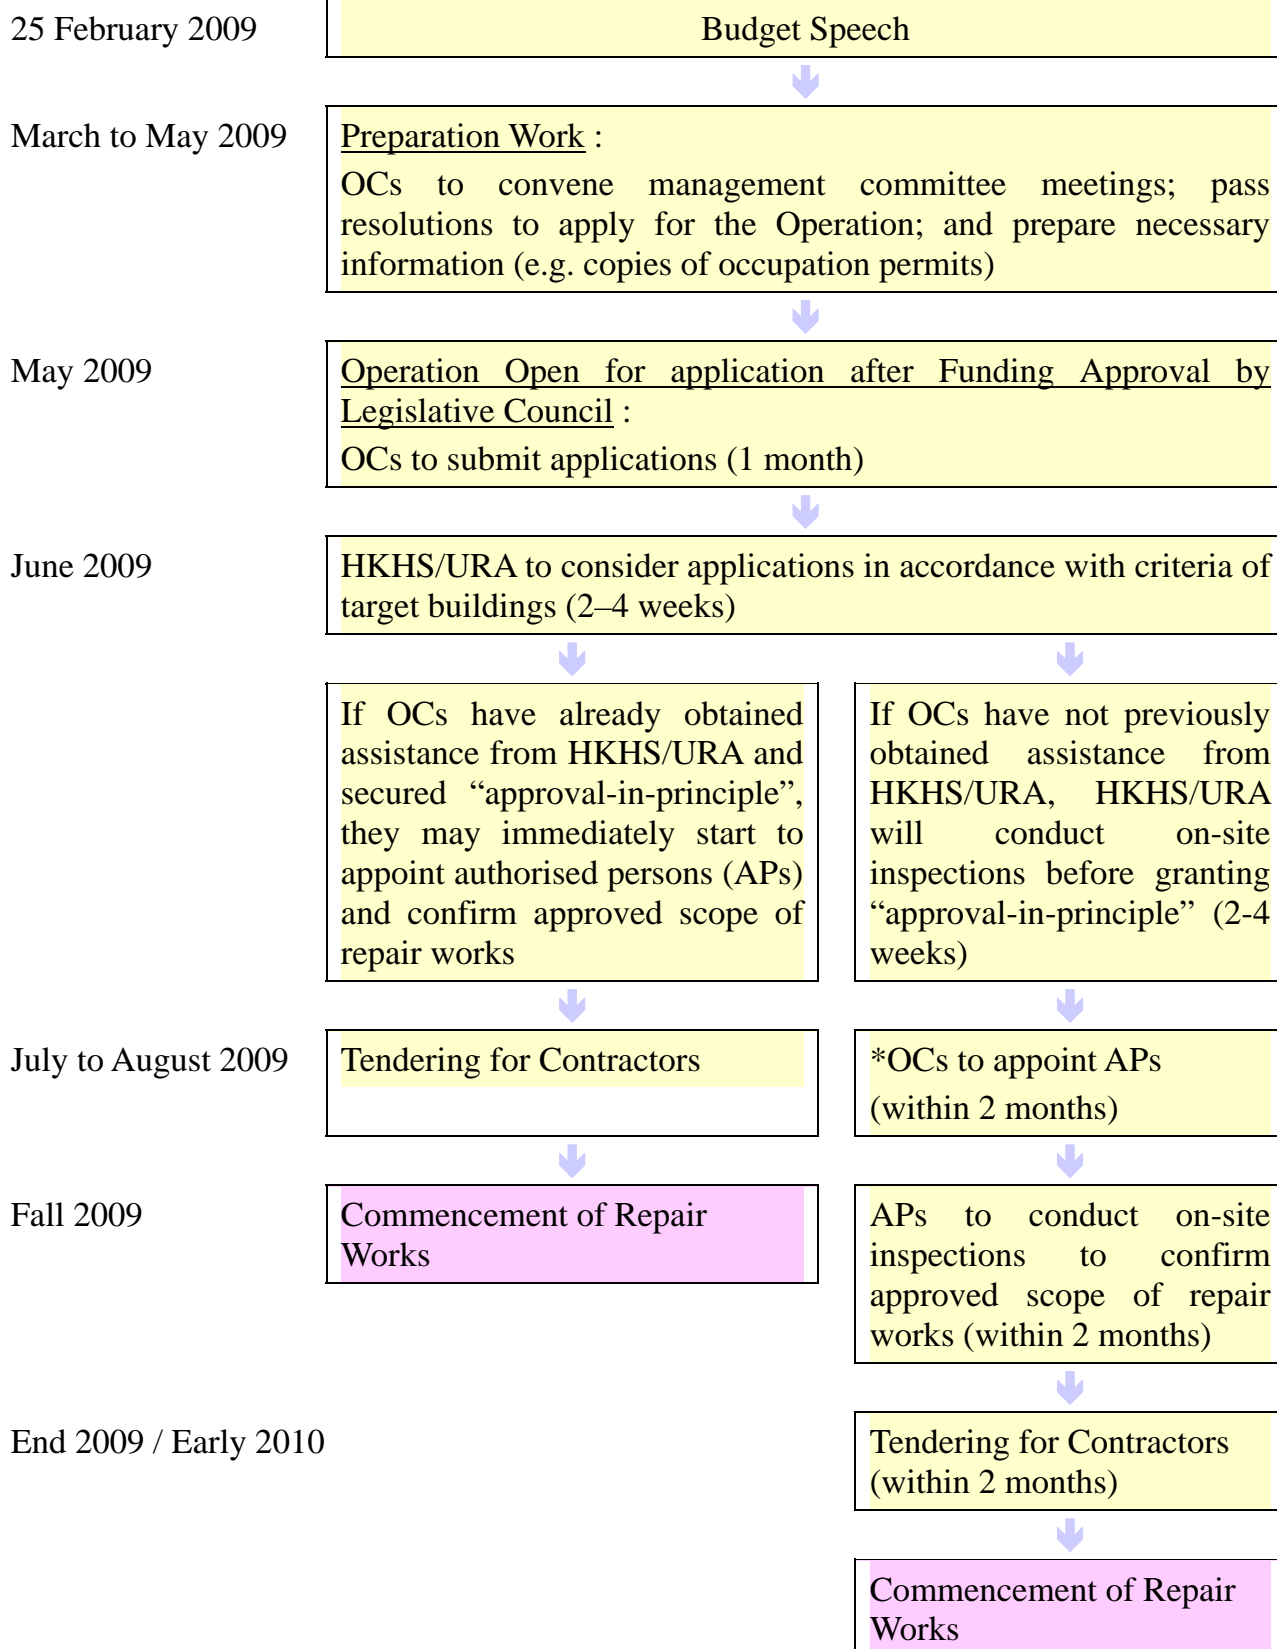 25 February 2009
Budget Speech
March to May 2009
Preparation Work :
OCs to convene management committee meetings; pass
resolutions to apply for the Operation; and prepare necessary
information (e.g. copies of occupation permits)
May 2009
Operation Open for application after Funding Approval by
Legislative Council :
OCs to submit applications (1 month)
June 2009
HKHS/URA to consider applications in accordance with criteria of
target buildings (2–4 weeks)
If OCs have already obtained
assistance from HKHS/URA and
secured “approval-in-principle”,
they may immediately start to
appoint authorised persons (APs)
and confirm approved scope of
repair works
If OCs have not previously
obtained assistance from
HKHS/URA, HKHS/URA
will conduct on-site
inspections before granting
“approval-in-principle” (2-4
weeks)
July to August 2009
Tendering for Contractors
*OCs to appoint APs
(within 2 months)
Fall 2009
Commencement of Repair
Works
APs to conduct on-site
inspections to confirm
approved scope of repair
works (within 2 months)
End 2009 / Early 2010
Tendering for Contractors
(within 2 months)
Commencement of Repair
Works